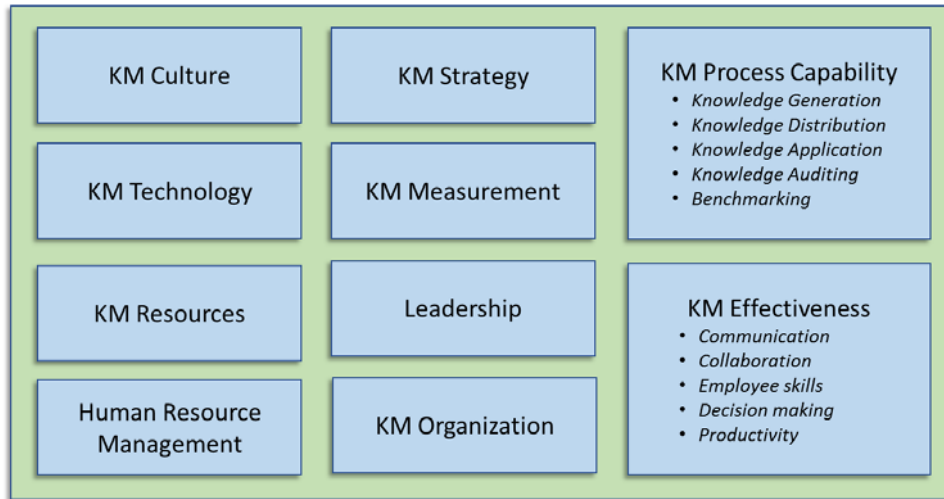 KM Culture
KM Strategy
KM Process Capability
• Knowledge Generation
• Knowledge Distribution
• Knowledge Application
• Knowledge Auditing
• Benchmarking
KM Technology
KM Measurement
KM Resources
Leadership
KM Effectiveness
• Communication
• Collaboration
• Employee skills
• Decision making
• Productivity
Human Resource
Management
KM Organization